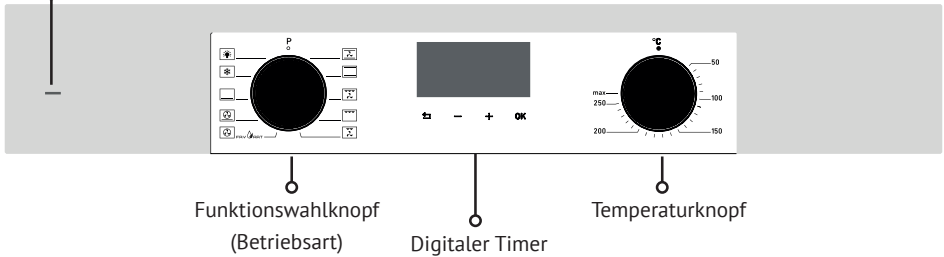 P
°C
50
100
150
200
250
max
OK
Funktionswahlknopf
(Betriebsart)
Digitaler Timer
Temperaturknopf